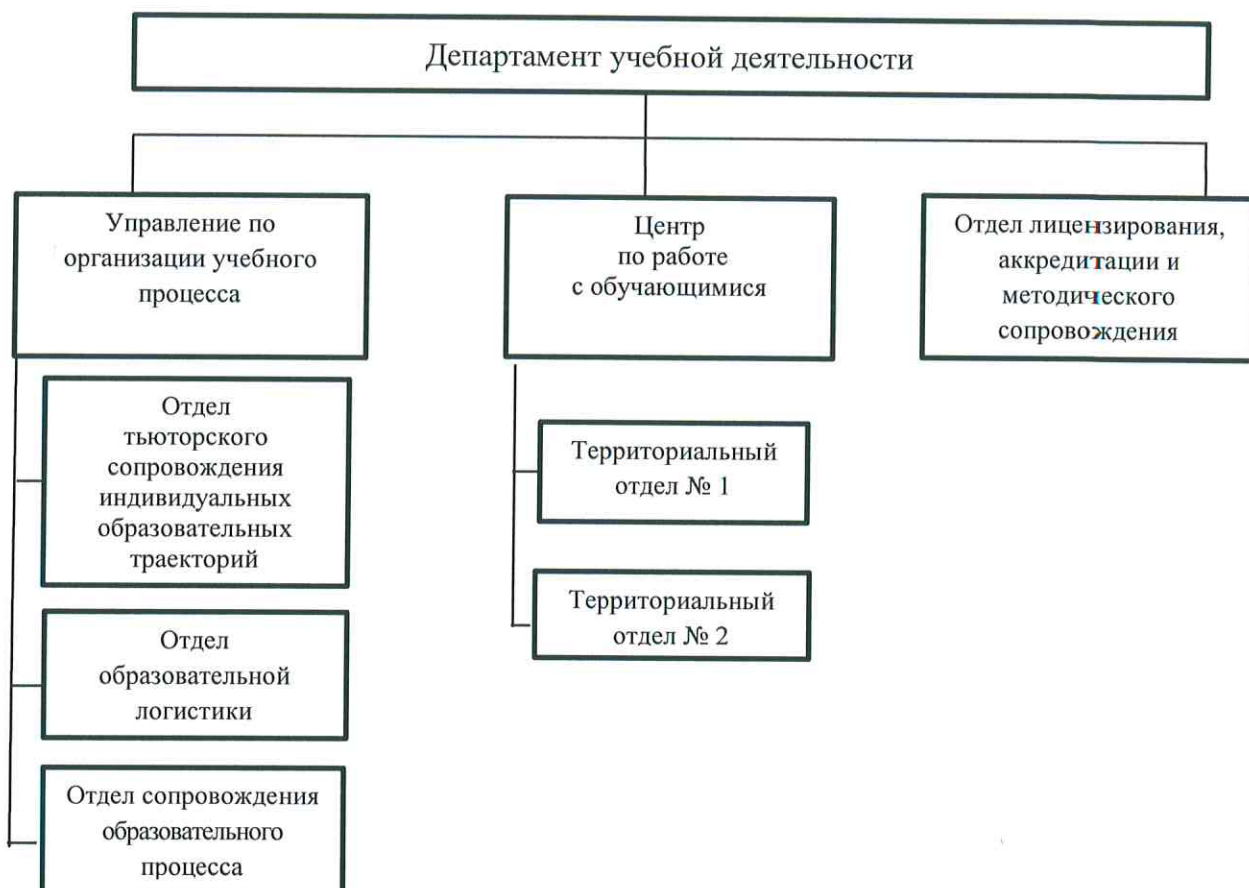 Департамент учебной деятельности
Управление по
организации учебного
процесса
Центр
по работе
с обучающимися
Отдел лицензирования,
аккредитации и
методического
сопровождения
Отдел
тьюторского
сопровождения
индивидуальных
образовательных
траекторий
Отдел
образовательной
логистики
Отдел сопровождения
образовательного
процесса
Территориальный
отдел № 1
Территориальный
отдел № 2